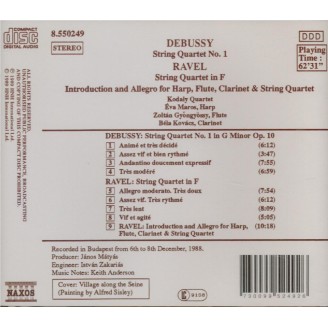 COMPACT
disc
DIGITAL AUDIO
8.550249
STEREO
DDD
Playing
Time :
62'31"
DEBUSSY
String Quartet No. 1
RAVEL
String Quartet in F
Introduction and Allegro for Harp, Flute, Clarinet & String Quartet
Kodály Quartet
Éva Maros, Harp
Zoltán Gyöngyössy, Flute
Béla Kovács, Clarinet
DEBUSSY: String Quartet No. 1 in G Minor Op. 10
1 Animé et très décidé (6:12)
2 Assez vif et bien rythmé (3:47)
3 Andantino doucement expressif (7:55)
4 Très modéré (6:59)
RAVEL: String Quartet in F
5 Allegro moderato. Très doux (7:54)
6 Assez vif. Très rythmé (6:12)
7 Très lent (8:09)
8 Vif et agité (5:05)
9 RAVEL: Introduction and Allegro for Harp, (10:18)
Flute, Clarinet & String Quartet
Recorded in Budapest from 6th to 8th December, 1988.
Producer: János Mátyás
Engineer: István Zakariás
Music Notes: Keith Anderson
Cover: Village along the Seine
(Painting by Alfred Sisley)
NAXOS